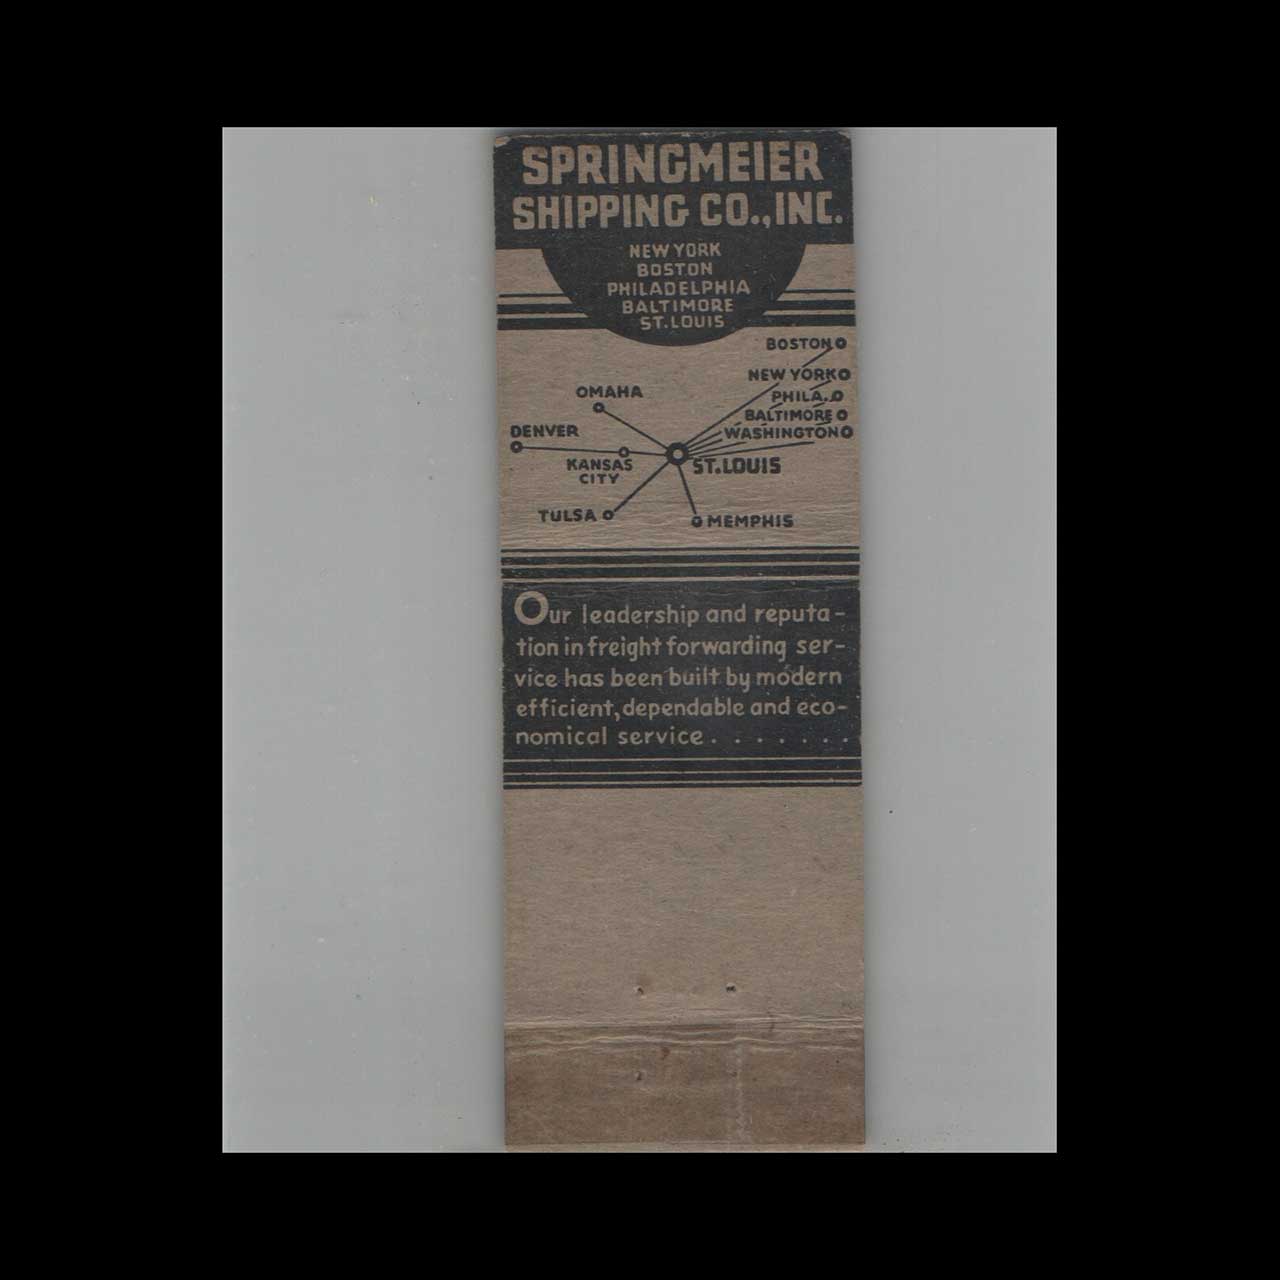 SPRINGMEIER
SHIPPING CO., INC.
NEW YORK
BOSTON
PHILADELPHIA
BALTIMORE
ST. LOUIS
BOSTON
NEW YORK
PHILA.
BALTIMORE
WASHINGTON
OMAHA
DENVER
KANSAS
CITY
ST. LOUIS
TULSA
MEMPHIS
Our leadership and reputa-
tion in freight forwarding ser-
vice has been built by modern
efficient, dependable and eco-
nomical service . . . . . . .